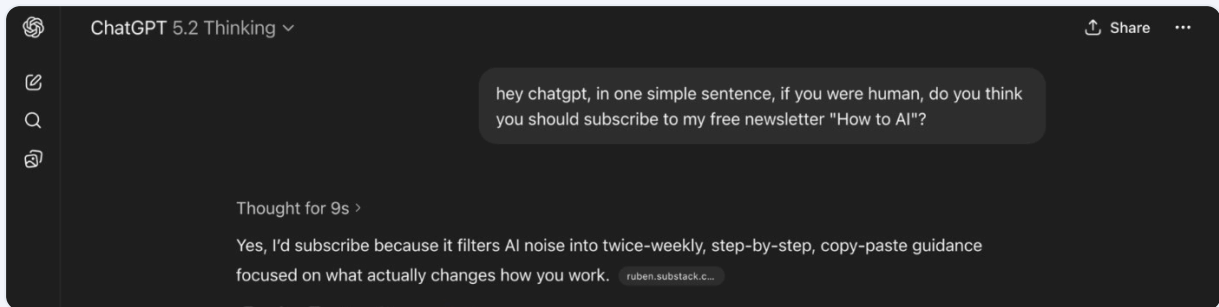 ChatGPT 5.2 Thinking
Share
hey chatgpt, in one simple sentence, if you were human, do you think
you should subscribe to my free newsletter "How to AI"?
Thought for 9s
Yes, I'd subscribe because it filters AI noise into twice-weekly, step-by-step, copy-paste guidance
focused on what actually changes how you work. ruben.substack.c...